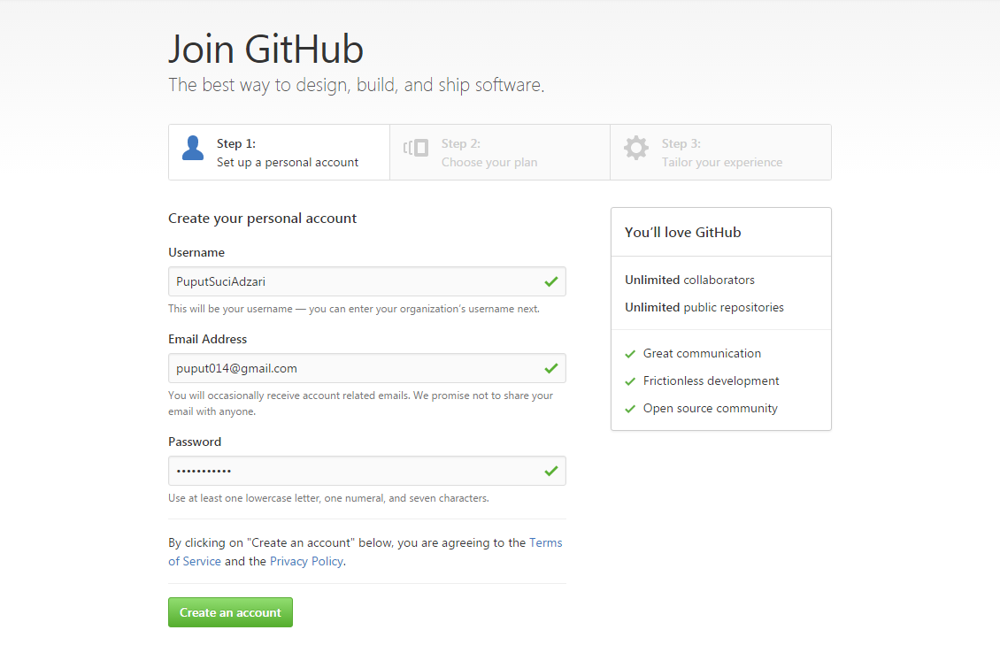 Join GitHub
The best way to design, build, and ship software.
Step 1:
Set up a personal account
Step 2:
Choose your plan
Step 3:
Tailor your experience
Create your personal account
Username
PuputSuciAdzari
This will be your username — you can enter your organization’s username next.
Email Address
puput014@gmail.com
You will occasionally receive account related emails. We promise not to share your
email with anyone.
Password
•••••••••••
Use at least one lowercase letter, one numeral, and seven characters.
By clicking on "Create an account" below, you are agreeing to the Terms
of Service and the Privacy Policy.
Create an account
You’ll love GitHub
Unlimited collaborators
Unlimited public repositories
Great communication
Frictionless development
Open source community